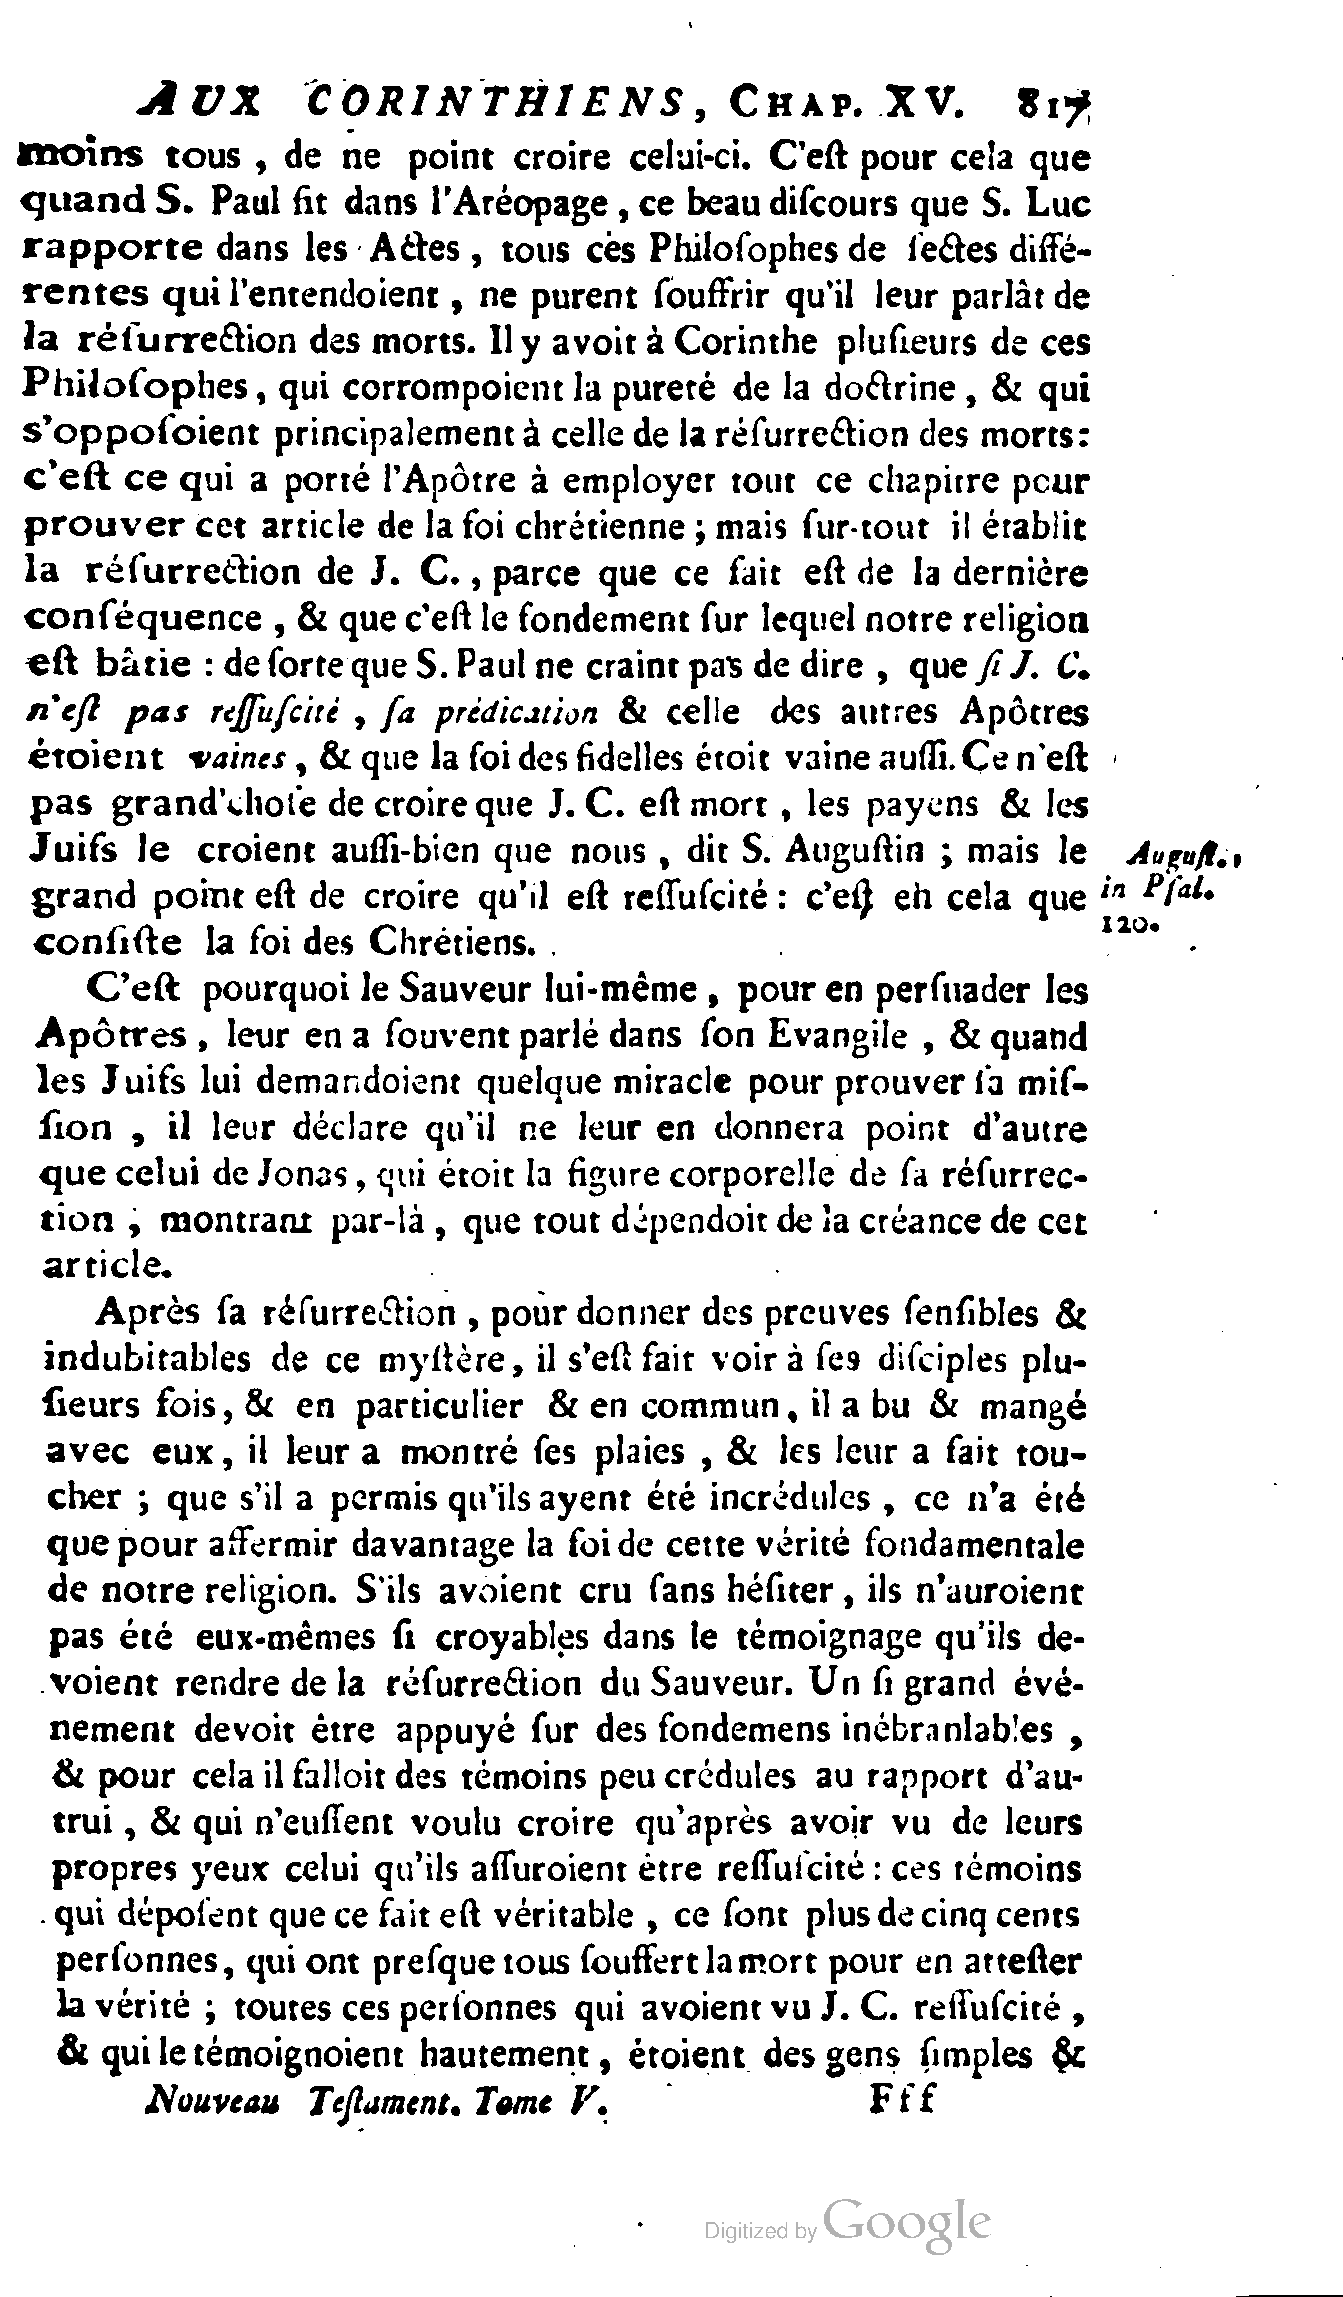 AUX CORINTHIENS, CHAP. XV. 817
moins tous , de ne point croire celui-ci. C'eſt pour cela que
quand S. Paul fit dans l'Aréopage , ce beau diſcours que S. Luc
rapporte dans les Actes , tous cès Philoſophes de ſectes diffé-
rentes qui l'entendoient , ne purent ſouffrir qu'il leur parlât de
la réſurrection des morts. Il y avoit à Corinthe pluſieurs de ces
Philoſophes, qui corrompoient la pureté de la doctrine , & qui
s'oppoſoient principalement à celle de la réſurrection des morts:
c'eſt ce qui a porté l'Apôtre à employer tout ce chapitre pour
prouver cet article de la foi chrétienne ; mais ſur-tout il établit
la réſurrection de J. C. , parce que ce fait eſt de la dernière
conſéquence , & que c'eſt le fondement ſur lequel notre religion
eſt bâtie : de ſorte que S. Paul ne craint pas de dire , que ſi J. C.
n'eſt pas reſſuſcité , ſa prédication & celle des autres Apôtres
étoient vaines , & que la foi des fidelles étoit vaine auſſi. Ce n'eſt
pas grand'choſe de croire que J. C. eſt mort , les payens & les
Juifs le croient auſſi-bien que nous , dit S. Auguſtin ; mais le
grand point eſt de croire qu'il eſt reſſuſcité : c'eſt en cela que
conſiſte la foi des Chrétiens.
Auguſt.
in Pſal.
120.
C'eſt pourquoi le Sauveur lui-même , pour en perſuader les
Apôtres , leur en a ſouvent parlé dans ſon Evangile , & quand
les Juifs lui demandoient quelque miracle pour prouver ſa miſ-
ſion , il leur déclare qu'il ne leur en donnera point d'autre
que celui de Jonas , qui étoit la figure corporelle de ſa réſurrec-
tion ; montrant par-là , que tout dépendoit de la créance de cet
article.
Après ſa réſurrection , pour donner des preuves ſenſibles &
indubitables de ce myſtère, il s'eſt fait voir à ſes diſciples plu-
ſieurs fois, & en particulier & en commun, il a bu & mangé
avec eux, il leur a montré ſes plaies , & les leur a fait tou-
cher ; que s'il a permis qu'ils ayent été incrédules , ce n'a été
que pour affermir davantage la foi de cette vérité fondamentale
de notre religion. S'ils avoient cru ſans héſiter , ils n'auroient
pas été eux-mêmes ſi croyables dans le témoignage qu'ils de-
voient rendre de la réſurrection du Sauveur. Un ſi grand évé-
nement devoit être appuyé ſur des fondemens inébranlables ,
& pour cela il falloit des témoins peu crédules au rapport d'au-
trui , & qui n'euſſent voulu croire qu'après avoir vu de leurs
propres yeux celui qu'ils aſſuroient être reſſuſcité : ces témoins
qui dépoſent que ce fait eſt véritable , ce ſont plus de cinq cents
perſonnes, qui ont preſque tous ſouffert la mort pour en atteſter
la vérité ; toutes ces perſonnes qui avoient vu J. C. reſſuſcité ,
& qui le témoignoient hautement , étoient des gens ſimples &
Nouveau Teſtament. Tome V. Fff
Digitized by Google